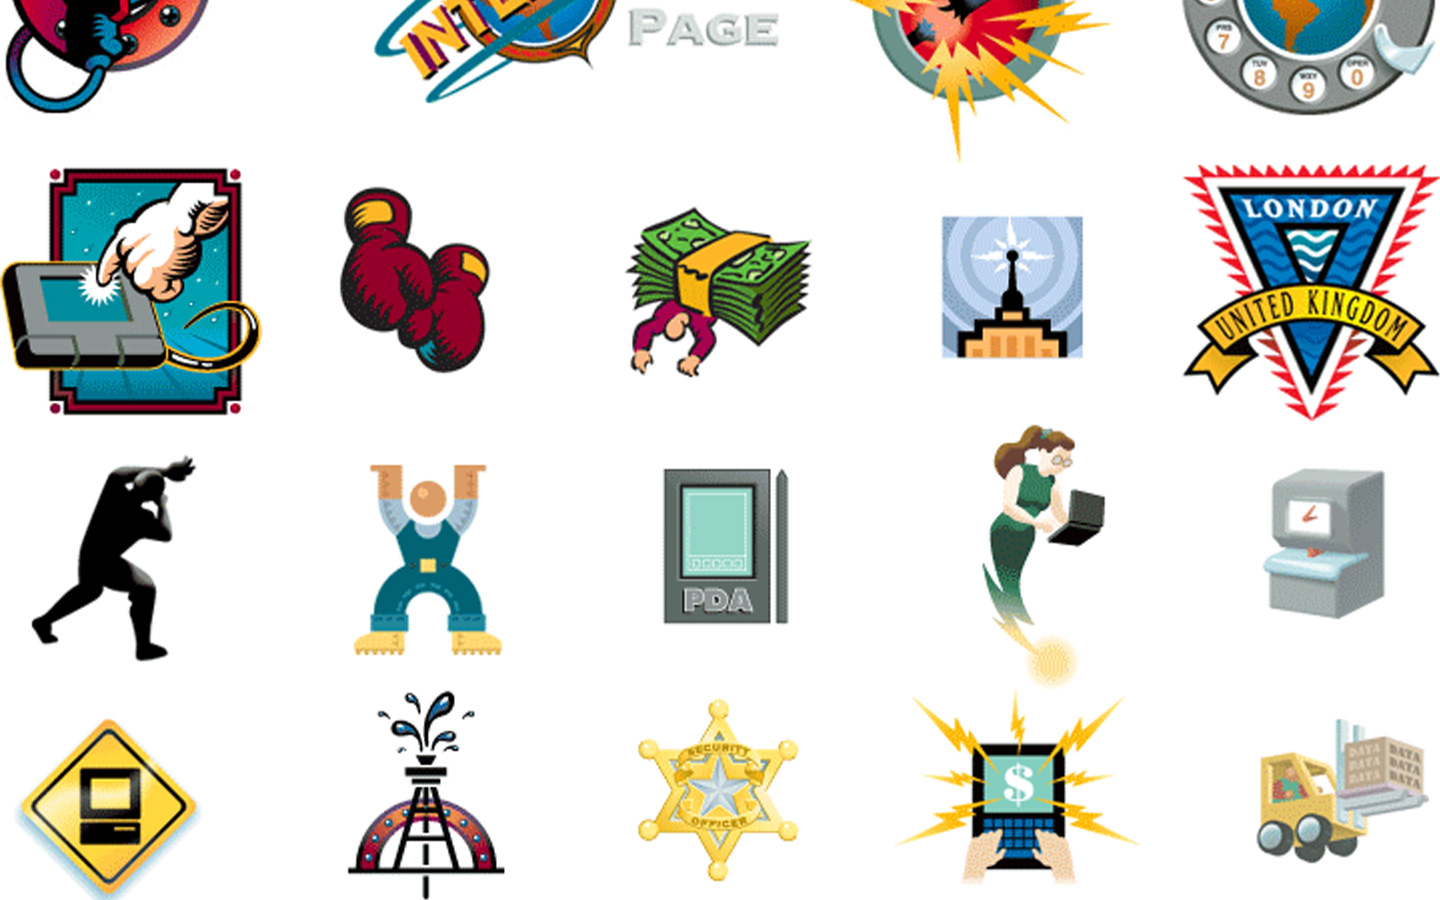 INTE
PAGE
PRS
7
TUV
8
WXY
9
OPER
0
LONDON
UNITED KINGDOM
PDA
SECURITY
OFFICER
$
DATA DATA
DATA DATA
DATA DATA